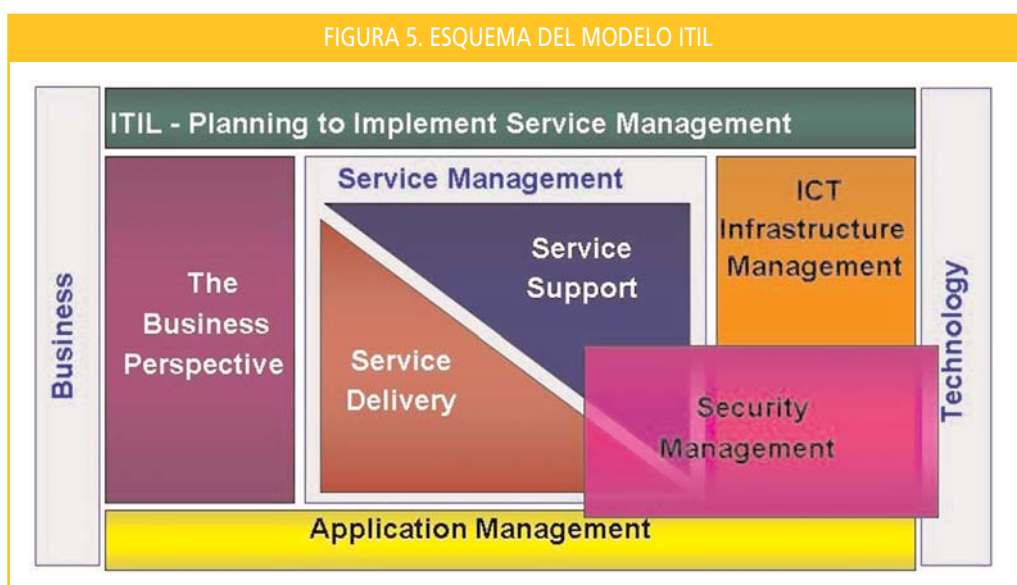 FIGURA 5. ESQUEMA DEL MODELO ITIL
ITIL - Planning to Implement Service Management
Business
The
Business
Perspective
Service Management
Service
Support
Service
Delivery
ICT
Infrastructure
Management
Security
Management
Technology
Application Management